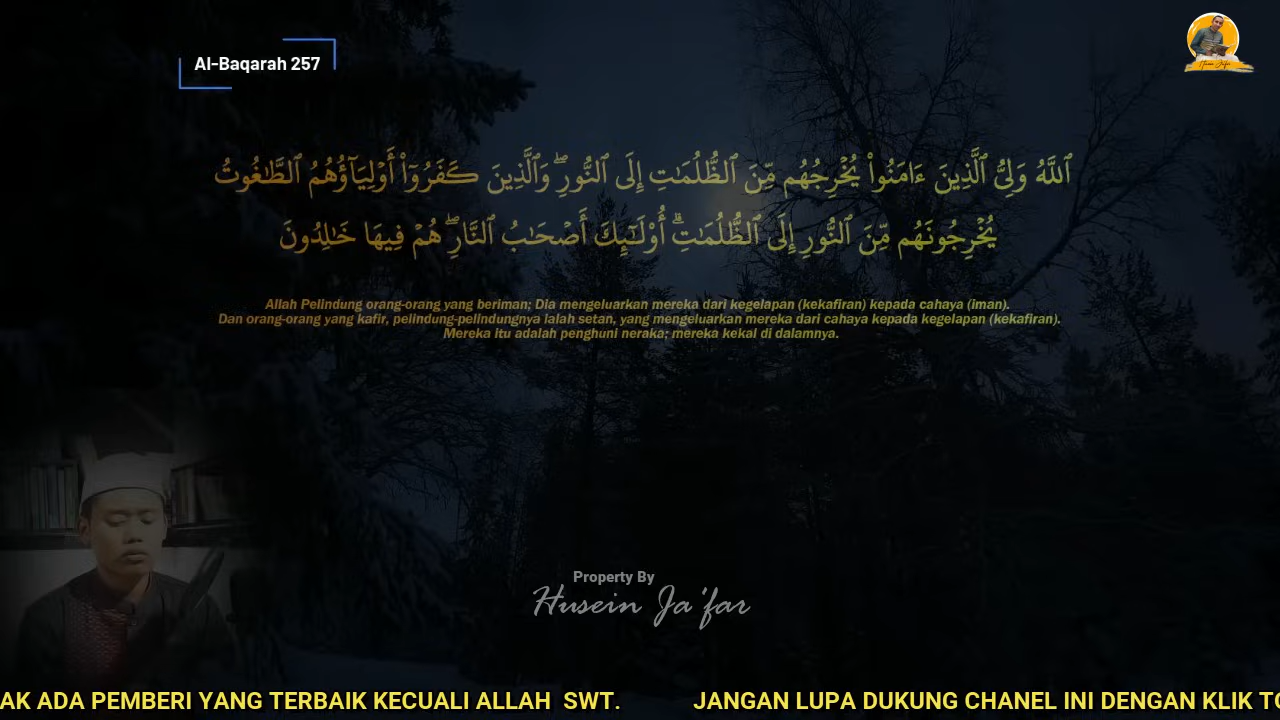 Al-Baqarah 257
ٱللَّهُ وَلِىُّ ٱلَّذِينَ ءَامَنُوا۟ يُخْرِجُهُم مِّنَ ٱلظُّلُمَـٰتِ إِلَى ٱلنُّورِ ۖ وَٱلَّذِينَ كَفَرُوٓا۟ أَوْلِيَآؤُهُمُ ٱلطَّـٰغُوتُ
يُخْرِجُونَهُم مِّنَ ٱلنُّورِ إِلَى ٱلظُّلُمَـٰتِ ۗ أُو۟لَـٰٓئِكَ أَصْحَـٰبُ ٱلنَّارِ ۖ هُمْ فِيهَا خَـٰلِدُونَ
Allah Pelindung orang-orang yang beriman; Dia mengeluarkan mereka dari kegelapan (kekafiran) kepada cahaya (iman).
Dan orang-orang yang kafir, pelindung-pelindungnya ialah setan, yang mengeluarkan mereka dari cahaya kepada kegelapan (kekafiran).
Mereka itu adalah penghuni neraka; mereka kekal di dalamnya.
Property By
Husein Ja'far
AK ADA PEMBERI YANG TERBAIK KECUALI ALLAH SWT. JANGAN LUPA DUKUNG CHANEL INI DENGAN KLIK TO